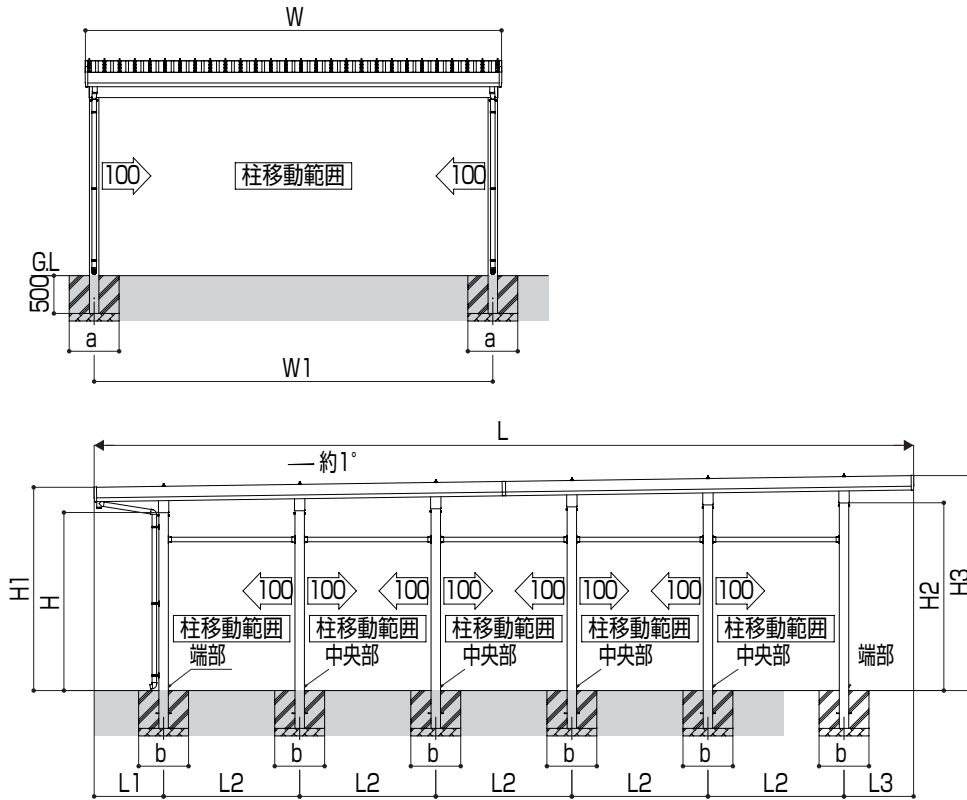 W
100
柱移動範囲
100
G.L
500
a
a
W1
L
約1°
H1
H
100 100 100 100 100 100 100 100
H2
H3
柱移動範囲 柱移動範囲 柱移動範囲 柱移動範囲 柱移動範囲
端部 中央部 中央部 中央部 中央部 端部
b b b b b b
L1 L2 L2 L2 L2 L2 L3